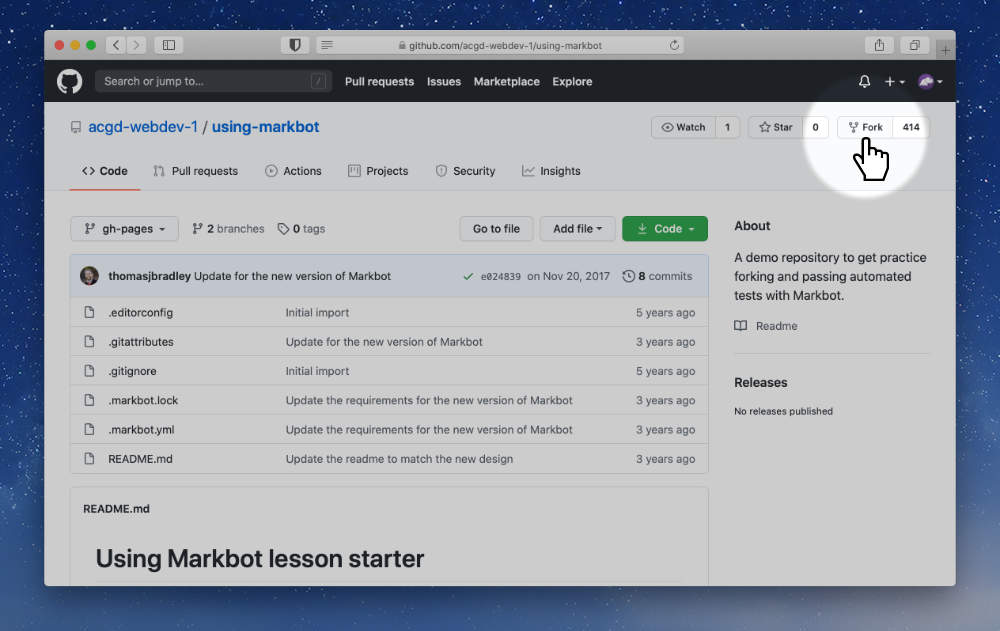 github.com/acgd-webdev-1/using-markbot
Search or jump to... / Pull requests Issues Marketplace Explore
acgd-webdev-1 / using-markbot Watch 1 Star 0 Fork 414
Code Pull requests Actions Projects Security Insights
gh-pages 2 branches 0 tags Go to file Add file Code
thomasjbradley Update for the new version of Markbot e024839 on Nov 20, 2017 8 commits
.editorconfig Initial import 5 years ago
.gitattributes Update for the new version of Markbot 3 years ago
.gitignore Initial import 5 years ago
.markbot.lock Update the requirements for the new version of Markbot 3 years ago
.markbot.yml Update the requirements for the new version of Markbot 3 years ago
README.md Update the readme to match the new design 3 years ago
README.md
Using Markbot lesson starter
About
A demo repository to get practice
forking and passing automated
tests with Markbot.
Readme
Releases
No releases published